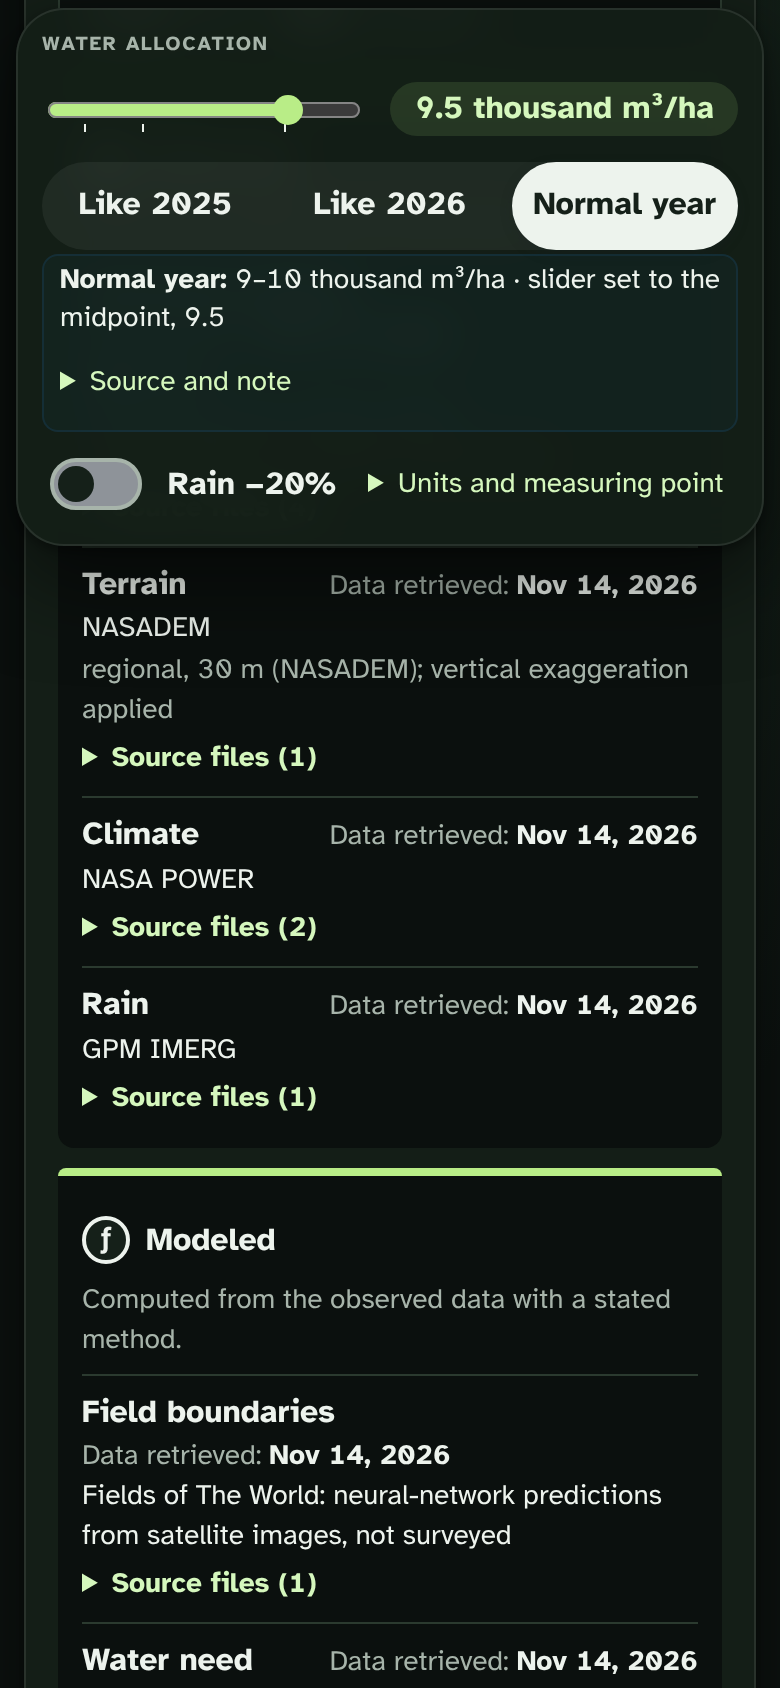 WATER ALLOCATION
9.5 thousand m³/ha
Like 2025 Like 2026 Normal year
Normal year: 9–10 thousand m³/ha · slider set to the
midpoint, 9.5
Source and note
Rain −20% Units and measuring point
Terrain Data retrieved: Nov 14, 2026
NASADEM
regional, 30 m (NASADEM); vertical exaggeration
applied
Source files (1)
Climate Data retrieved: Nov 14, 2026
NASA POWER
Source files (2)
Rain Data retrieved: Nov 14, 2026
GPM IMERG
Source files (1)
ƒ Modeled
Computed from the observed data with a stated
method.
Field boundaries
Data retrieved: Nov 14, 2026
Fields of The World: neural-network predictions
from satellite images, not surveyed
Source files (1)
Water need Data retrieved: Nov 14, 2026